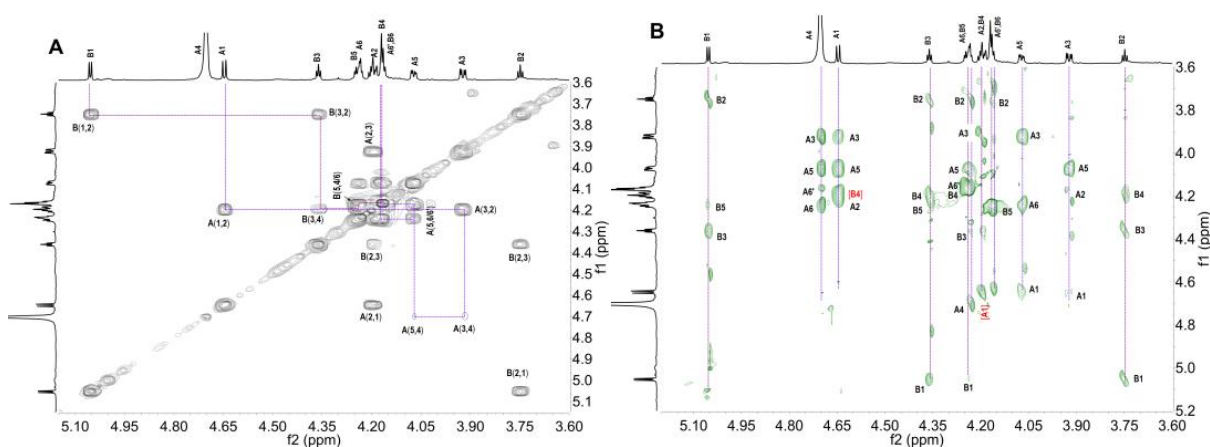 A
B1
A4
A1
B3
B5
A6
A2
B4
A6',B6
A5
A3
B2
B(1,2)
B(3,2)
A(2,3)
B(5,4/6)
A(1,2)
B(3,4)
A(3,2)
A(5,6/6')
B(2,3)
B(2,3)
A(2,1)
A(5,4)
A(3,4)
B(2,1)
3.6
3.7
3.8
3.9
4.0
4.1
4.2
4.3
4.4
4.5
4.6
4.7
4.8
4.9
5.0
5.1
f1 (ppm)
5.10
4.95
4.80
4.65
4.50
4.35
4.20
4.05
3.90
3.75
3.60
f2 (ppm)
B
B1
A4
A1
B3
A6,B5
A2,B4
A6',B6
A5
A3
B2
B2
B2
B2
B2
A3
A3
A3
A3
A5
A5
A5
A5
A6'
A6
[B4]
A2
B4
B5
A6'
B4
B5
A6
A2
B4
B5
B3
B3
B3
A4
[A1]
A1
A1
B1
B1
B1
3.6
3.8
4.0
4.2
4.4
4.6
4.8
5.0
5.2
f1 (ppm)
5.10
4.95
4.80
4.65
4.50
4.35
4.20
4.05
3.90
3.75
3.60
f2 (ppm)